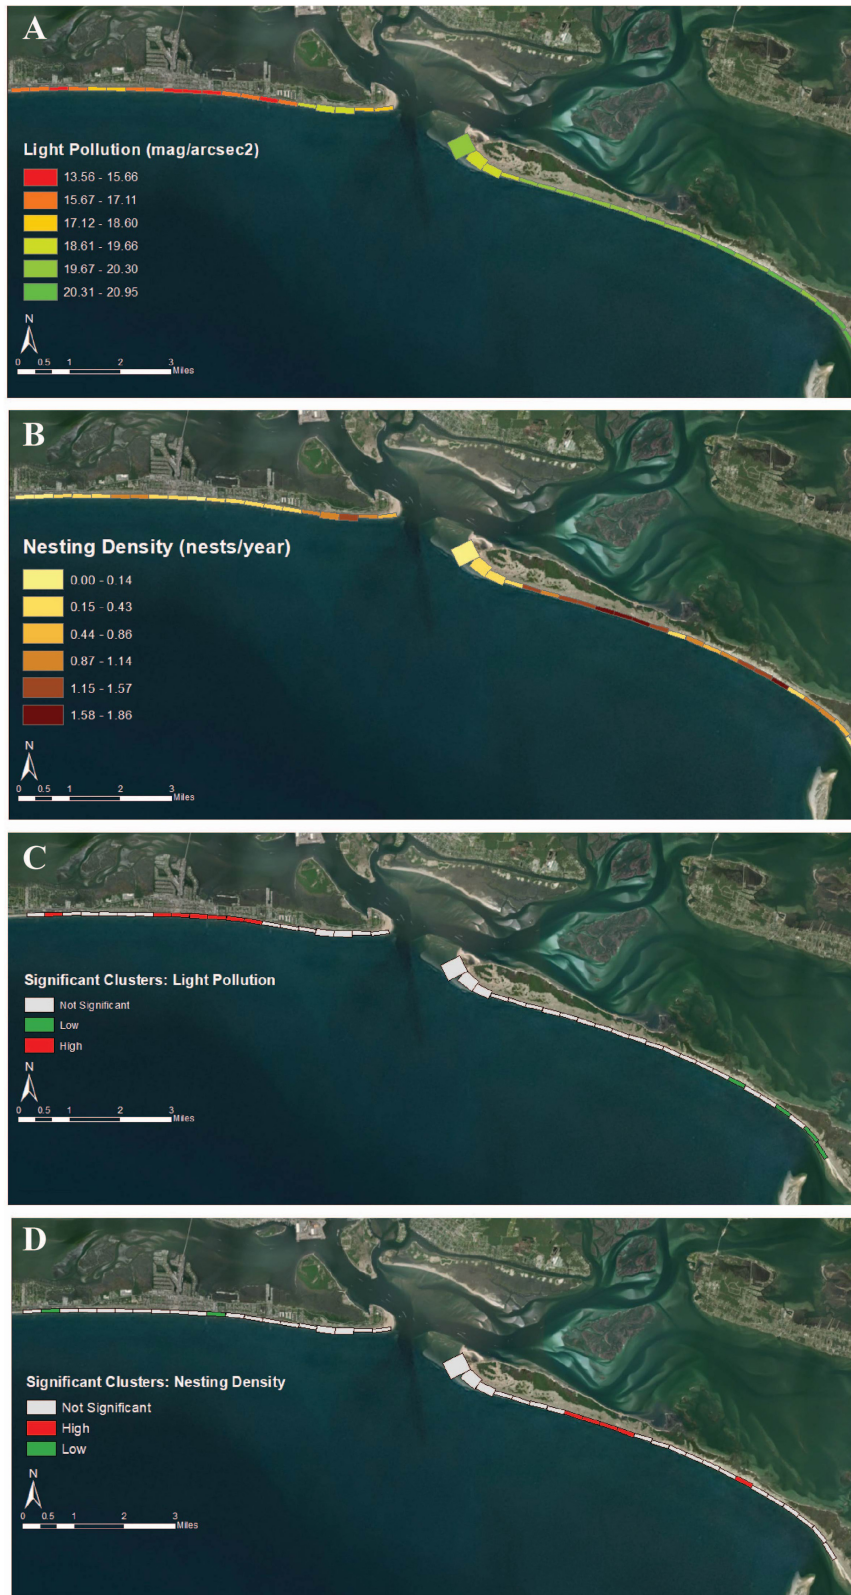 A
Light Pollution (mag/arcsec2)
13.56 - 15.66
15.67 - 17.11
17.12 - 18.60
18.61 - 19.66
19.67 - 20.30
20.31 - 20.95
N
0 0.5 1 2 3
Miles
B
Nesting Density (nests/year)
0.00 - 0.14
0.15 - 0.43
0.44 - 0.86
0.87 - 1.14
1.15 - 1.57
1.58 - 1.86
N
0 0.5 1 2 3
Miles
C
Significant Clusters: Light Pollution
Not Significant
Low
High
N
0 0.5 1 2 3
Miles
D
Significant Clusters: Nesting Density
Not Significant
High
Low
N
0 0.5 1 2 3
Miles